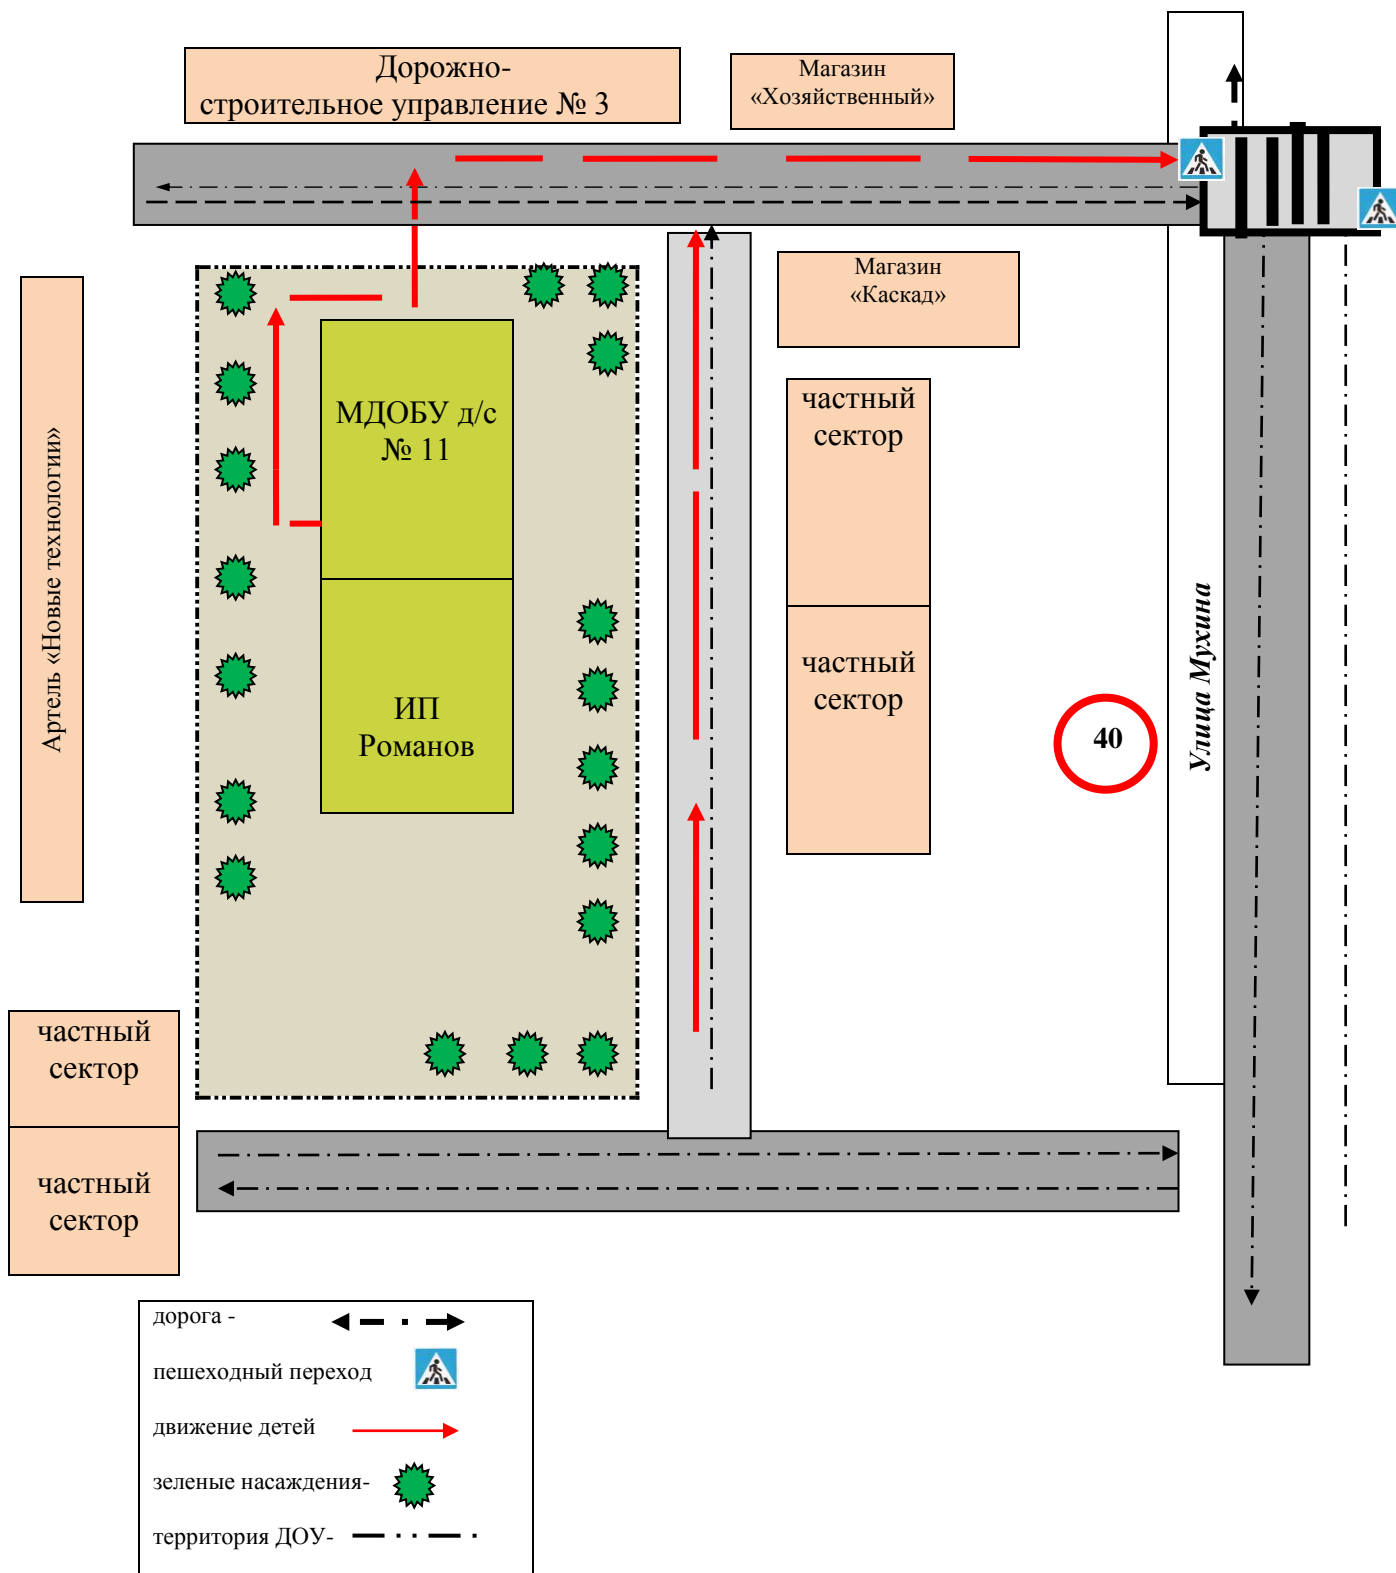 Дорожно-
строительное управление № 3
Магазин
«Хозяйственный»
Магазин
«Каскад»
Артель «Новые технологии»
МДОБУ д/с
№ 11
ИП
Романов
частный
сектор
частный
сектор
40
Улица Мухина
частный
сектор
частный
сектор
дорога -
пешеходный переход
движение детей
зеленые насаждения-
территория ДОУ-